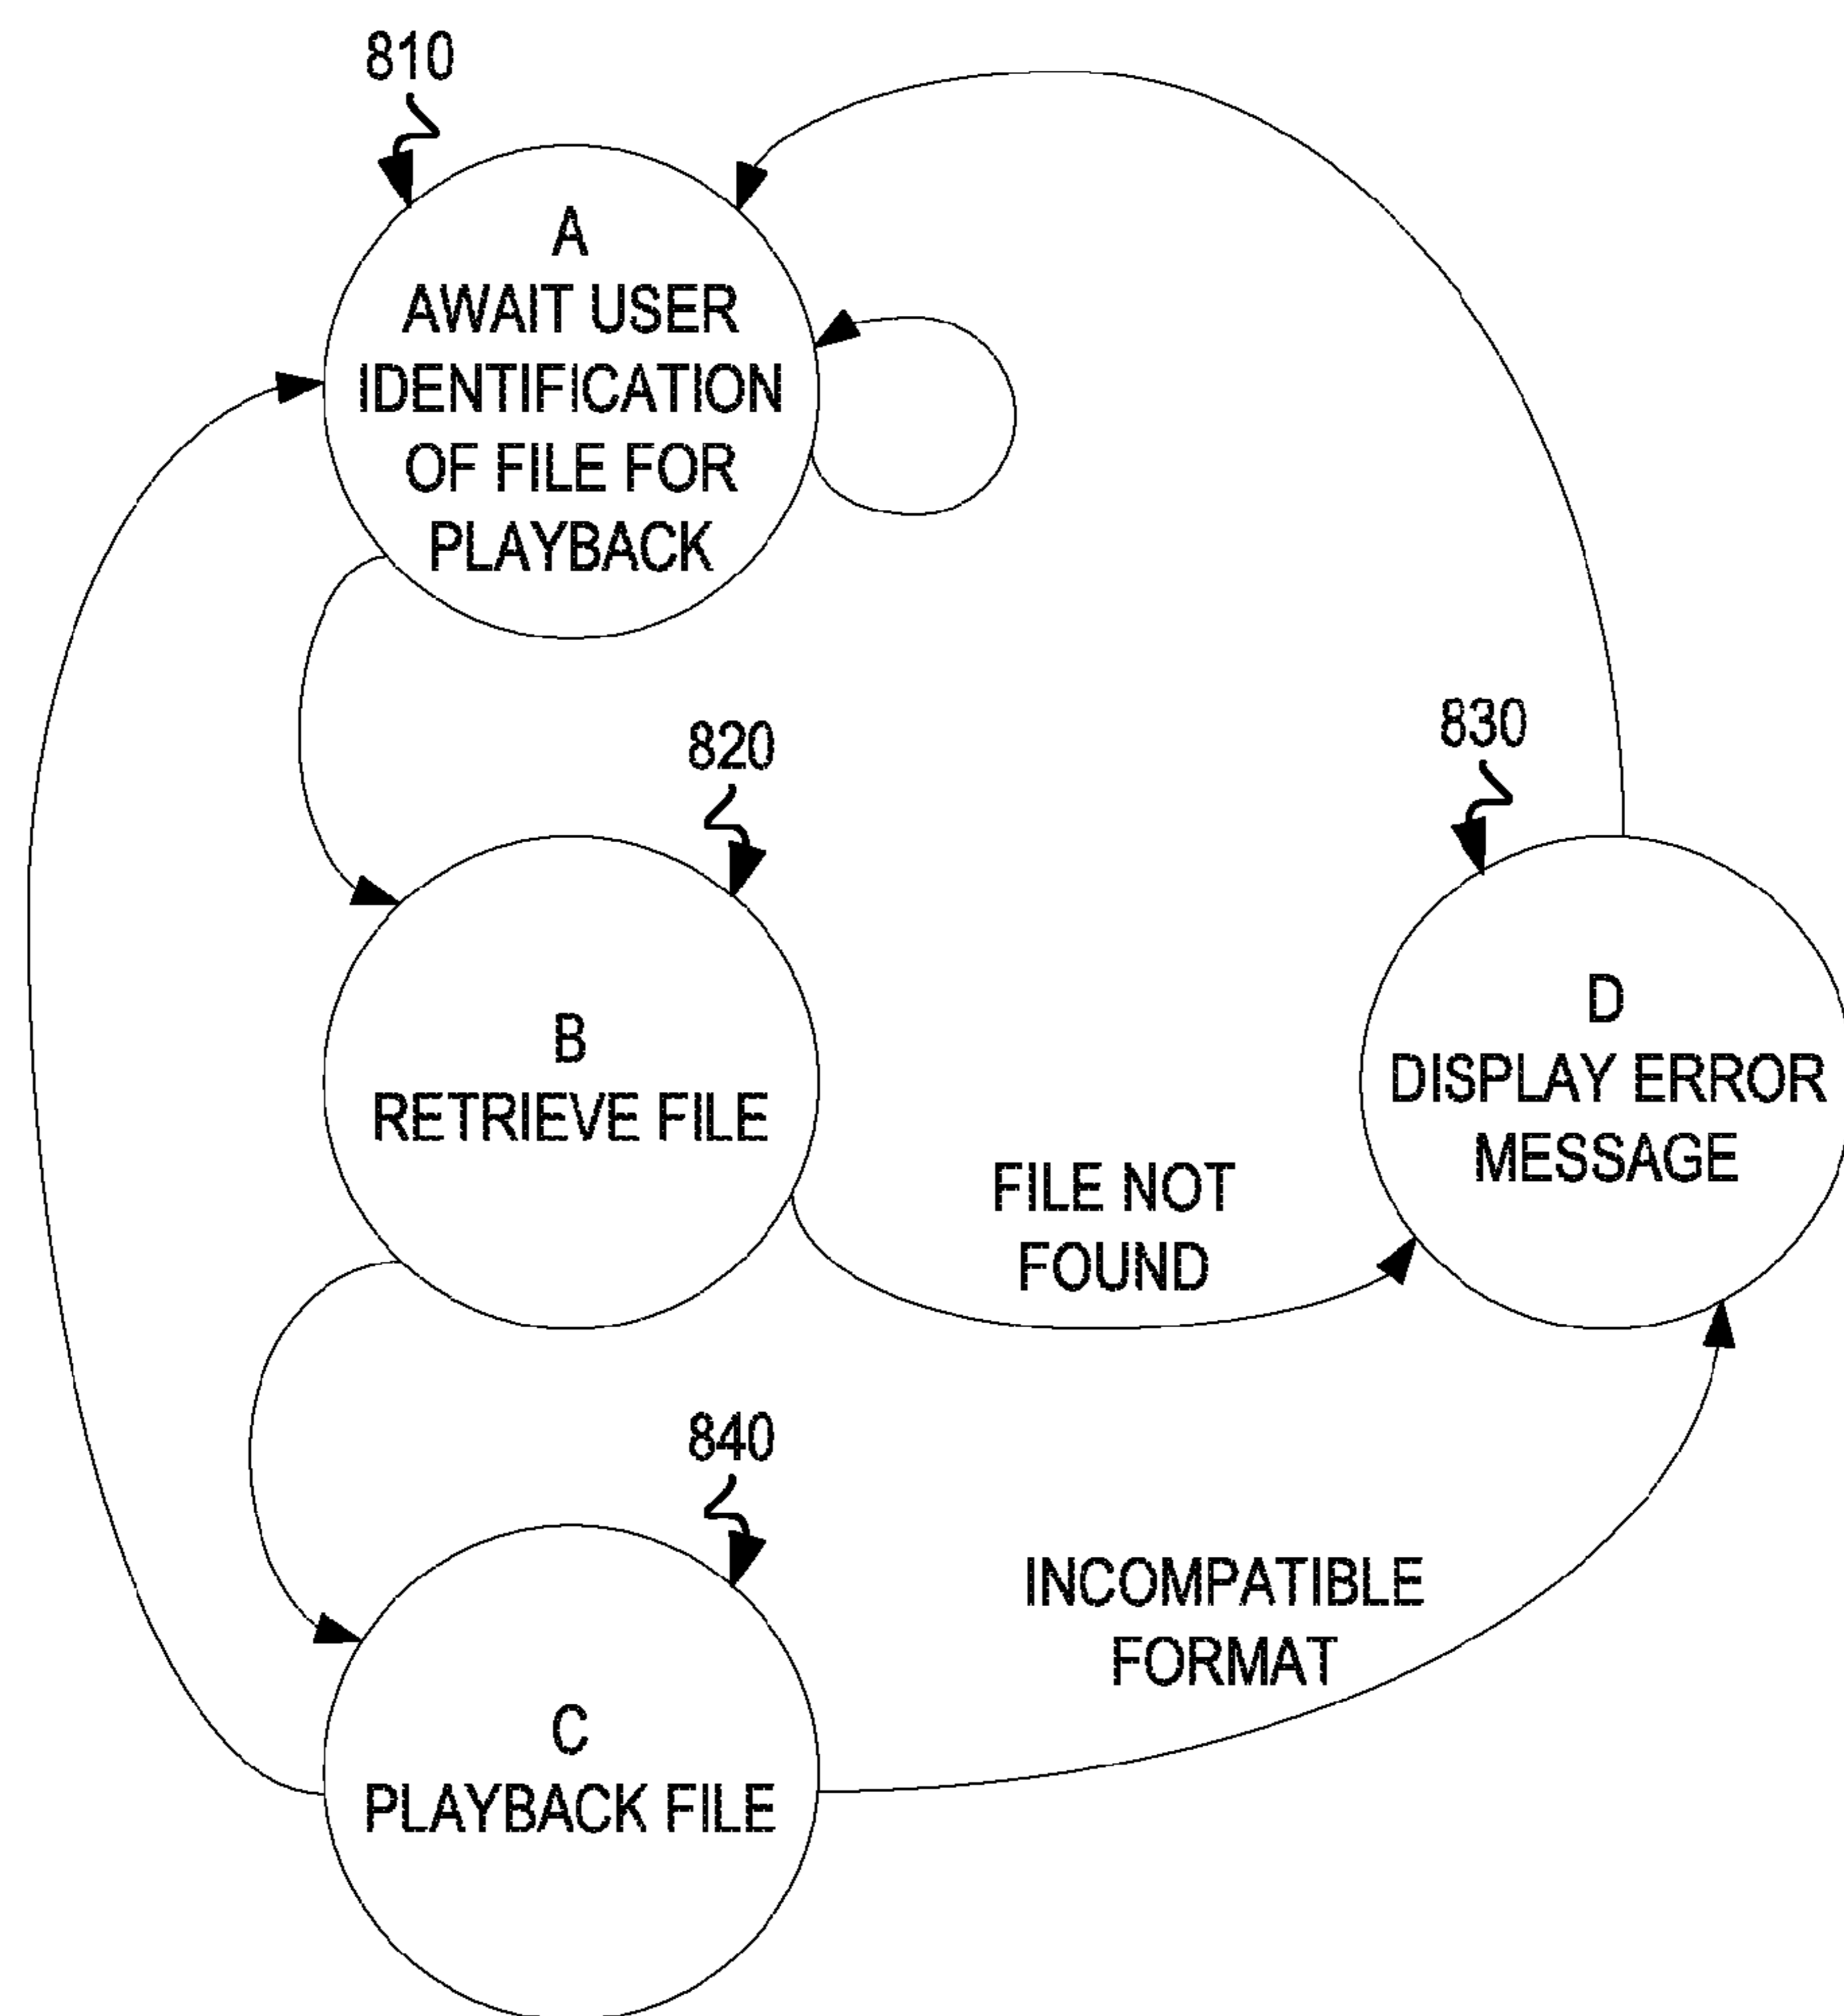 810
A
AWAIT USER
IDENTIFICATION
OF FILE FOR
PLAYBACK
820
B
RETRIEVE FILE
830
D
DISPLAY ERROR
MESSAGE
FILE NOT
FOUND
840
C
PLAYBACK FILE
INCOMPATIBLE
FORMAT